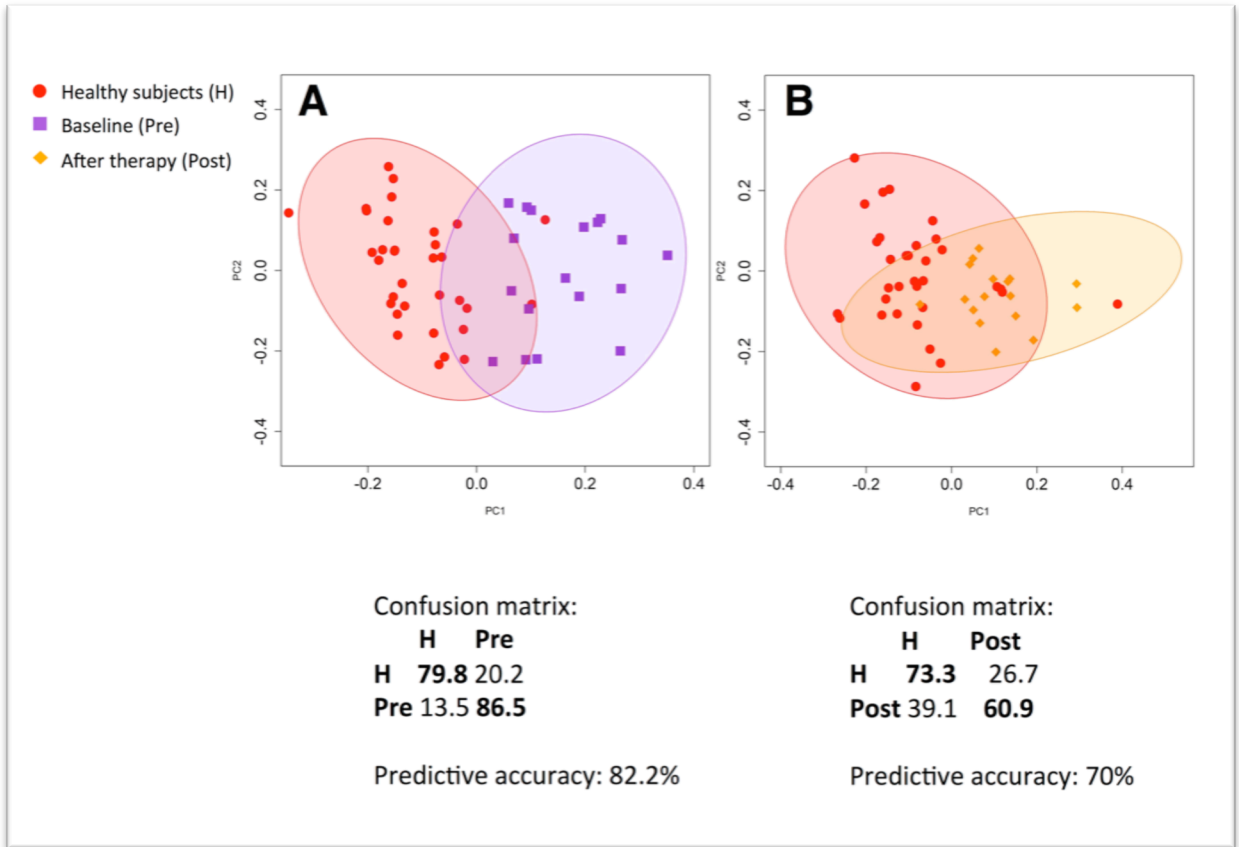 Healthy subjects (H)
Baseline (Pre)
After therapy (Post)
A
0.4
0.2
0.0
-0.2
-0.4
PC2
-0.2 0.0 0.2 0.4
PC1
B
0.4
0.2
0.0
-0.2
-0.4
PC2
-0.4 -0.2 0.0 0.2 0.4
PC1
Confusion matrix:
H Pre
H 79.8 20.2
Pre 13.5 86.5
Predictive accuracy: 82.2%
Confusion matrix:
H Post
H 73.3 26.7
Post 39.1 60.9
Predictive accuracy: 70%